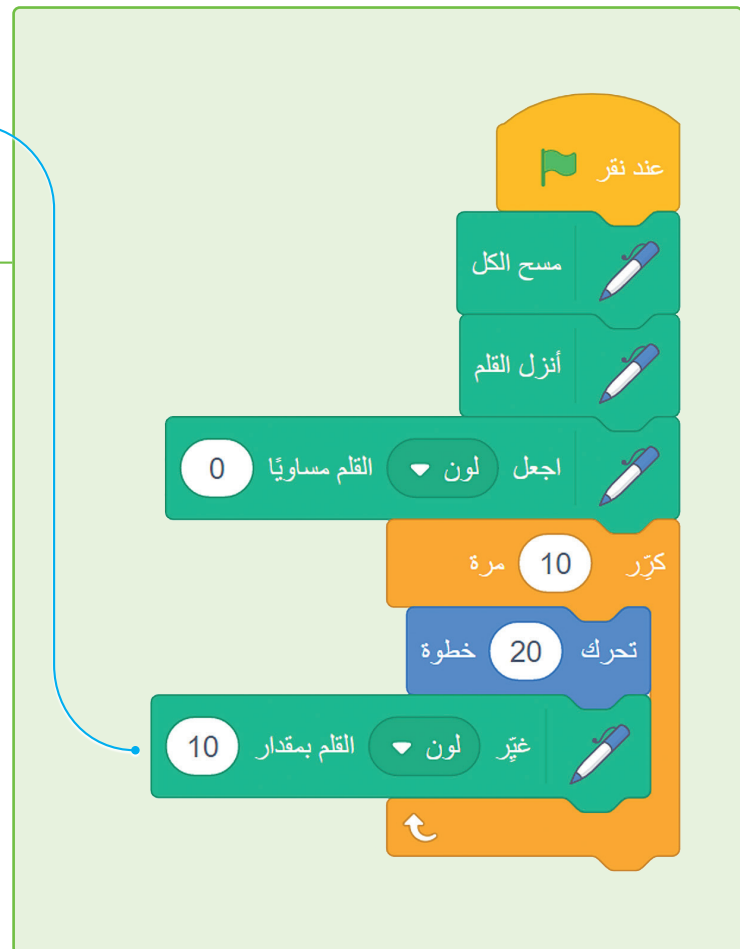 عند نقر
مسح الكل
أنزل القلم
اجعل لون القلم مساويًا 0
كرِّر 10 مرة
تحرك 20 خطوة
غيِّر لون القلم بمقدار 10